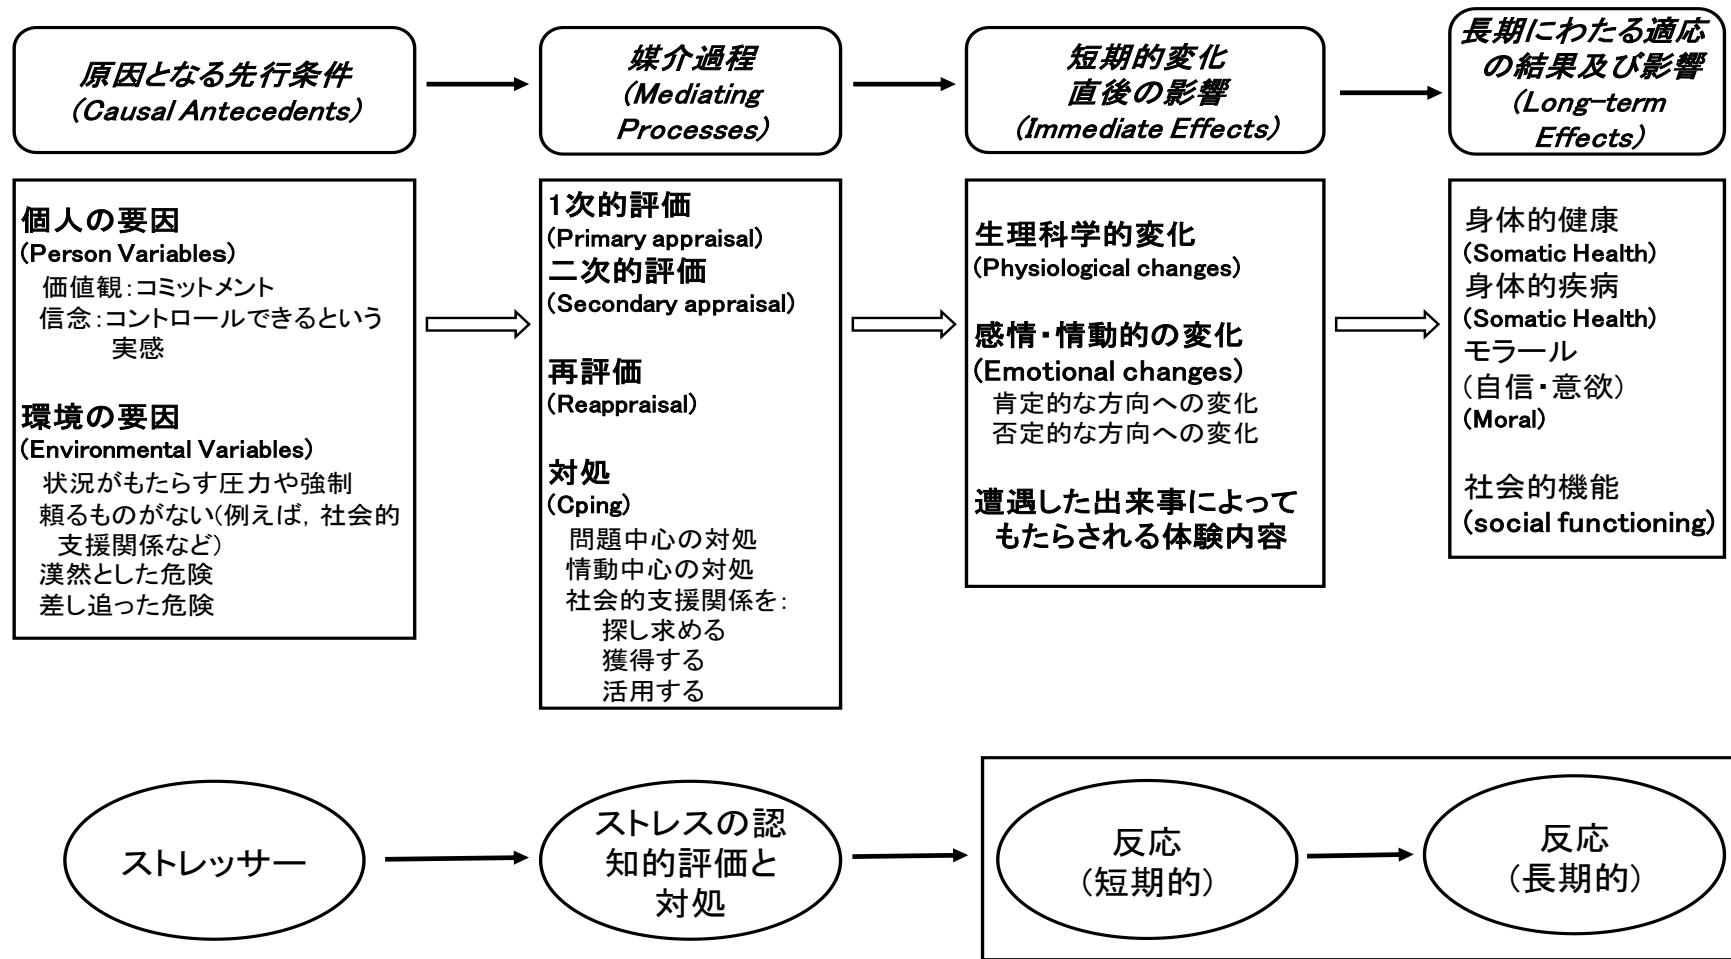 原因となる先行条件
(Causal Antecedents)
媒介過程
(Mediating
Processes)
短期的変化
直後の影響
(Immediate Effects)
長期にわたる適応
の結果及び影響
(Long-term
Effects)
個人の要因
(Person Variables)
価値観：コミットメント
信念：コントロールできるという
実感
環境の要因
(Environmental Variables)
状況がもたらす圧力や強制
頼るものがない(例えば，社会的
支援関係など)
漠然とした危険
差し迫った危険
1次的評価
(Primary appraisal)
二次的評価
(Secondary appraisal)
再評価
(Reappraisal)
対処
(Cping)
問題中心の対処
情動中心の対処
社会的支援関係を：
探し求める
獲得する
活用する
生理科学的変化
(Physiological changes)
感情・情動的の変化
(Emotional changes)
肯定的な方向への変化
否定的な方向への変化
遭遇した出来事によって
もたらされる体験内容
身体的健康
(Somatic Health)
身体的疾病
(Somatic Health)
モラール
(自信・意欲)
(Moral)
社会的機能
(social functioning)
ストレッサー
ストレスの認
知的評価と
対処
反応
(短期的)
反応
(長期的)